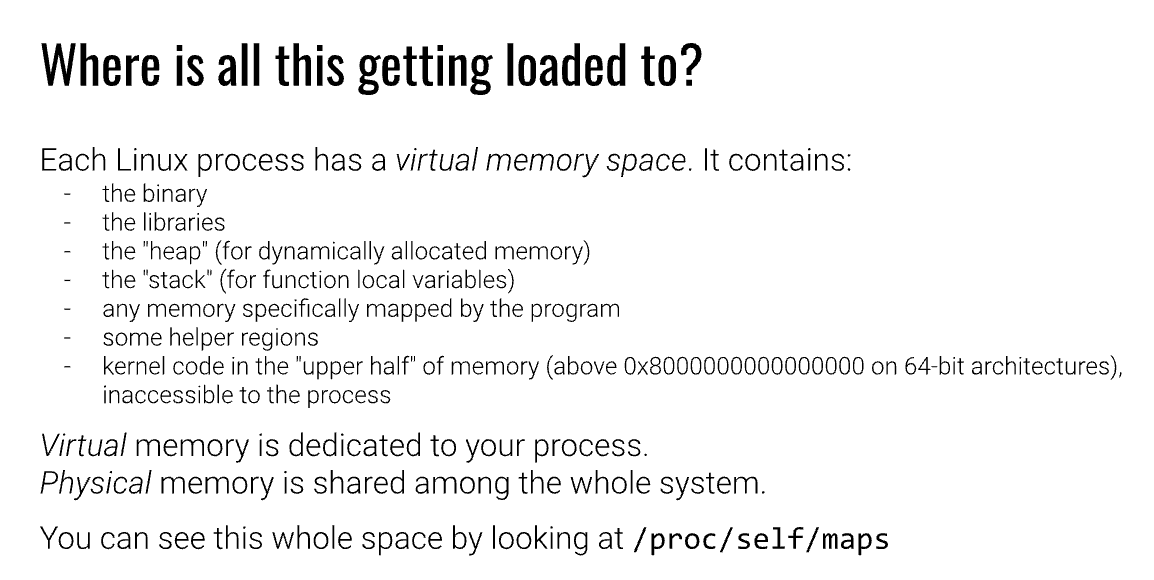 Where is all this getting loaded to?
Each Linux process has a virtual memory space. It contains:
- the binary
- the libraries
- the "heap" (for dynamically allocated memory)
- the "stack" (for function local variables)
- any memory specifically mapped by the program
- some helper regions
- kernel code in the "upper half" of memory (above 0x8000000000000000 on 64-bit architectures),
inaccessible to the process
Virtual memory is dedicated to your process.
Physical memory is shared among the whole system.
You can see this whole space by looking at /proc/self/maps